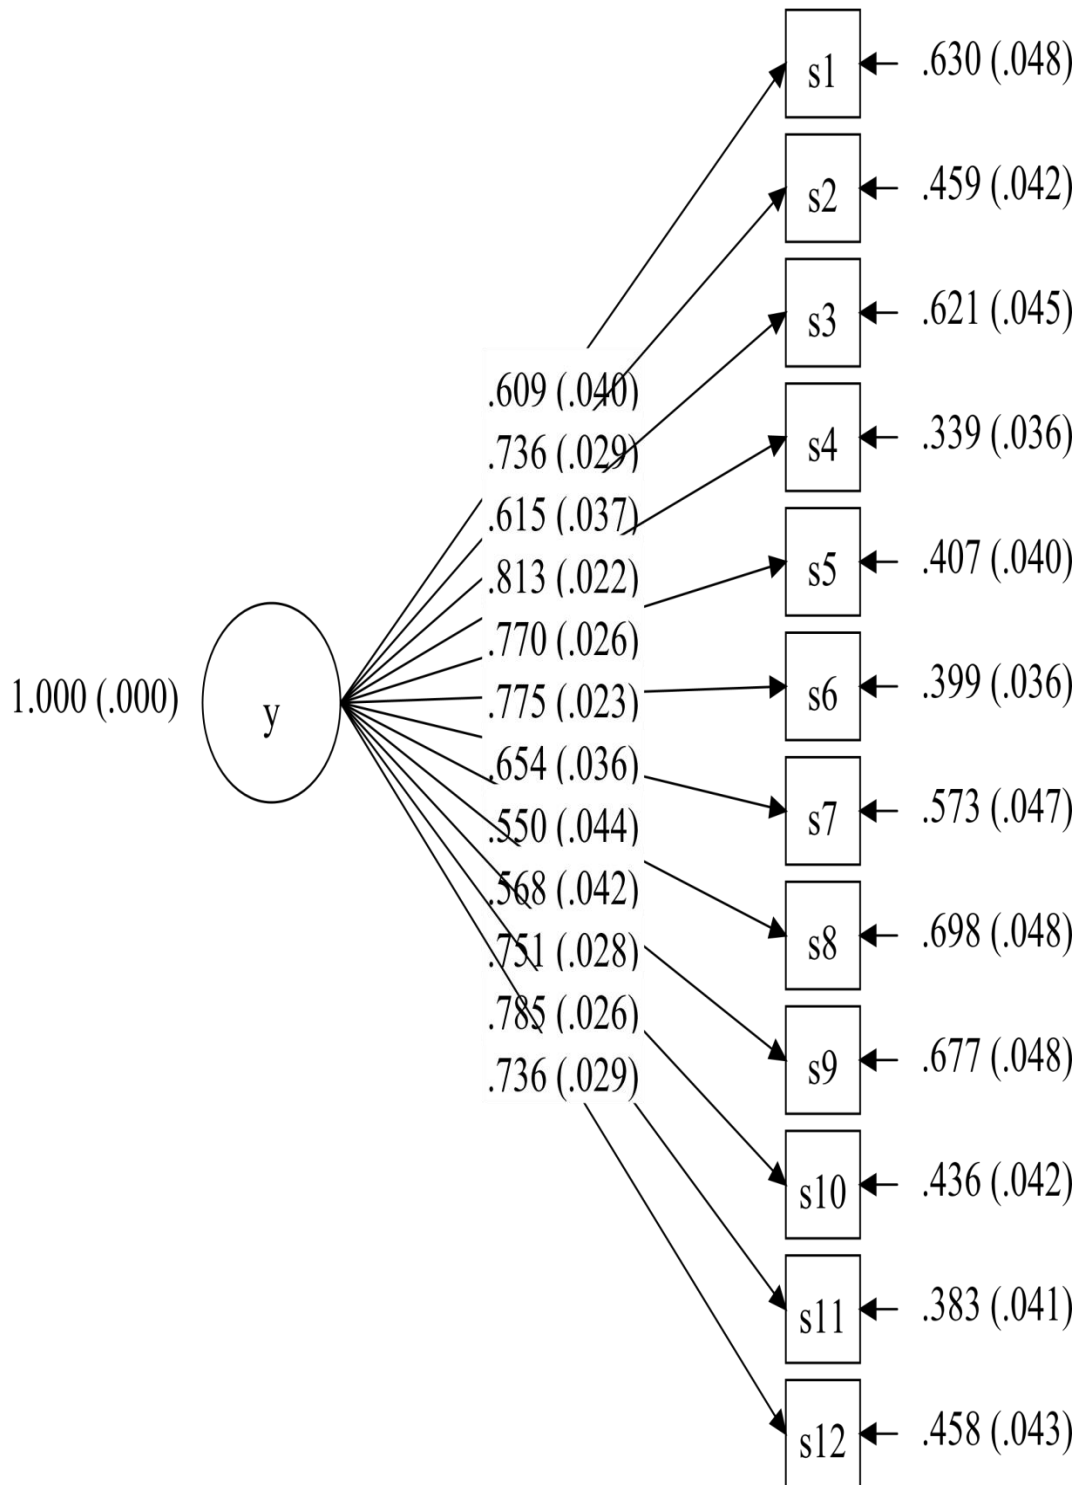 s1 .630 (.048)
s2 .459 (.042)
s3 .621 (.045)
.609 (.040)
s4 .339 (.036)
.736 (.029)
.615 (.037)
s5 .407 (.040)
.813 (.022)
.770 (.026)
1.000 (.000)
y
.775 (.023)
s6 .399 (.036)
.654 (.036)
s7 .573 (.047)
.550 (.044)
.568 (.042)
s8 .698 (.048)
.751 (.028)
.785 (.026)
s9 .677 (.048)
.736 (.029)
s10 .436 (.042)
s11 .383 (.041)
s12 .458 (.043)